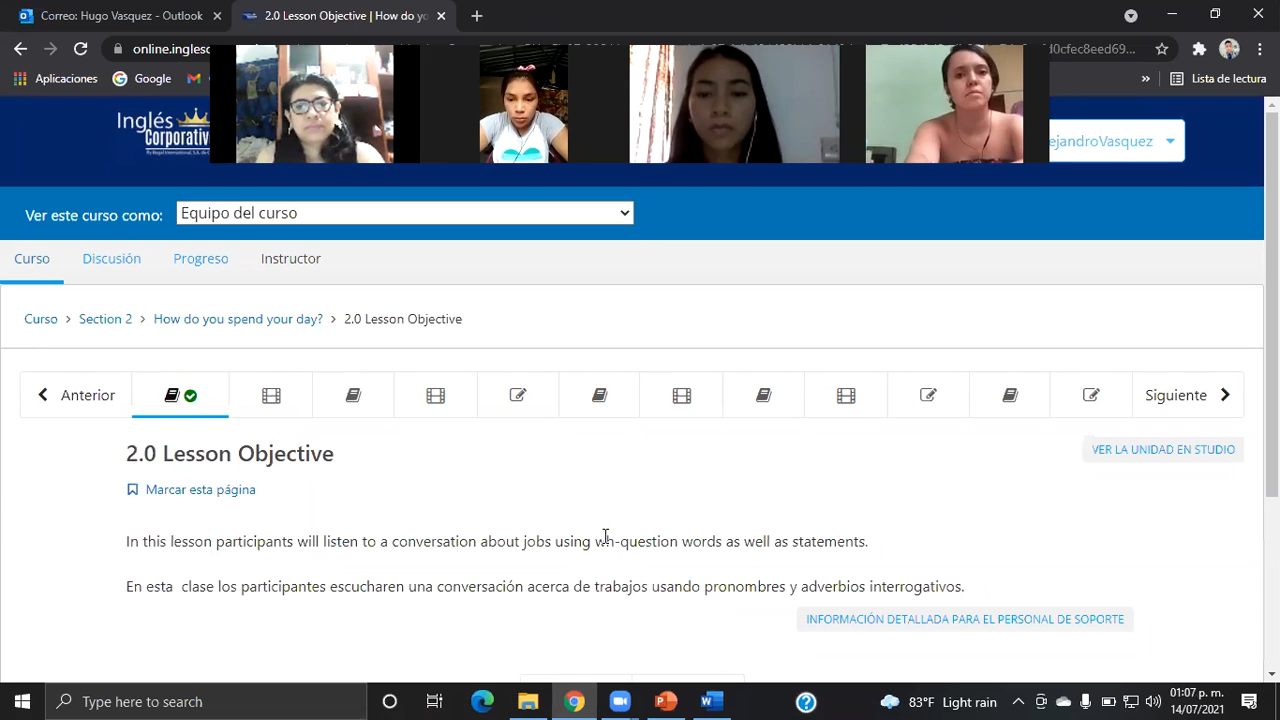 Correo: Hugo Vasquez - Outlook
2.0 Lesson Objective | How do yo
online.inglesc
d0cfec8eed69...
Aplicaciones
Google
»
Lista de lectura
Inglés
Corporativo
ejandroVasquez
Ver este curso como:
Equipo del curso
Curso
Discusión
Progreso
Instructor
Curso > Section 2 > How do you spend your day? > 2.0 Lesson Objective
Anterior
Siguiente
2.0 Lesson Objective
VER LA UNIDAD EN STUDIO
Marcar esta página
In this lesson participants will listen to a conversation about jobs using wh-question words as well as statements.
En esta clase los participantes escucharen una conversación acerca de trabajos usando pronombres y adverbios interrogativos.
INFORMACIÓN DETALLADA PARA EL PERSONAL DE SOPORTE
Type here to search
83°F Light rain
01:07 p. m.
14/07/2021